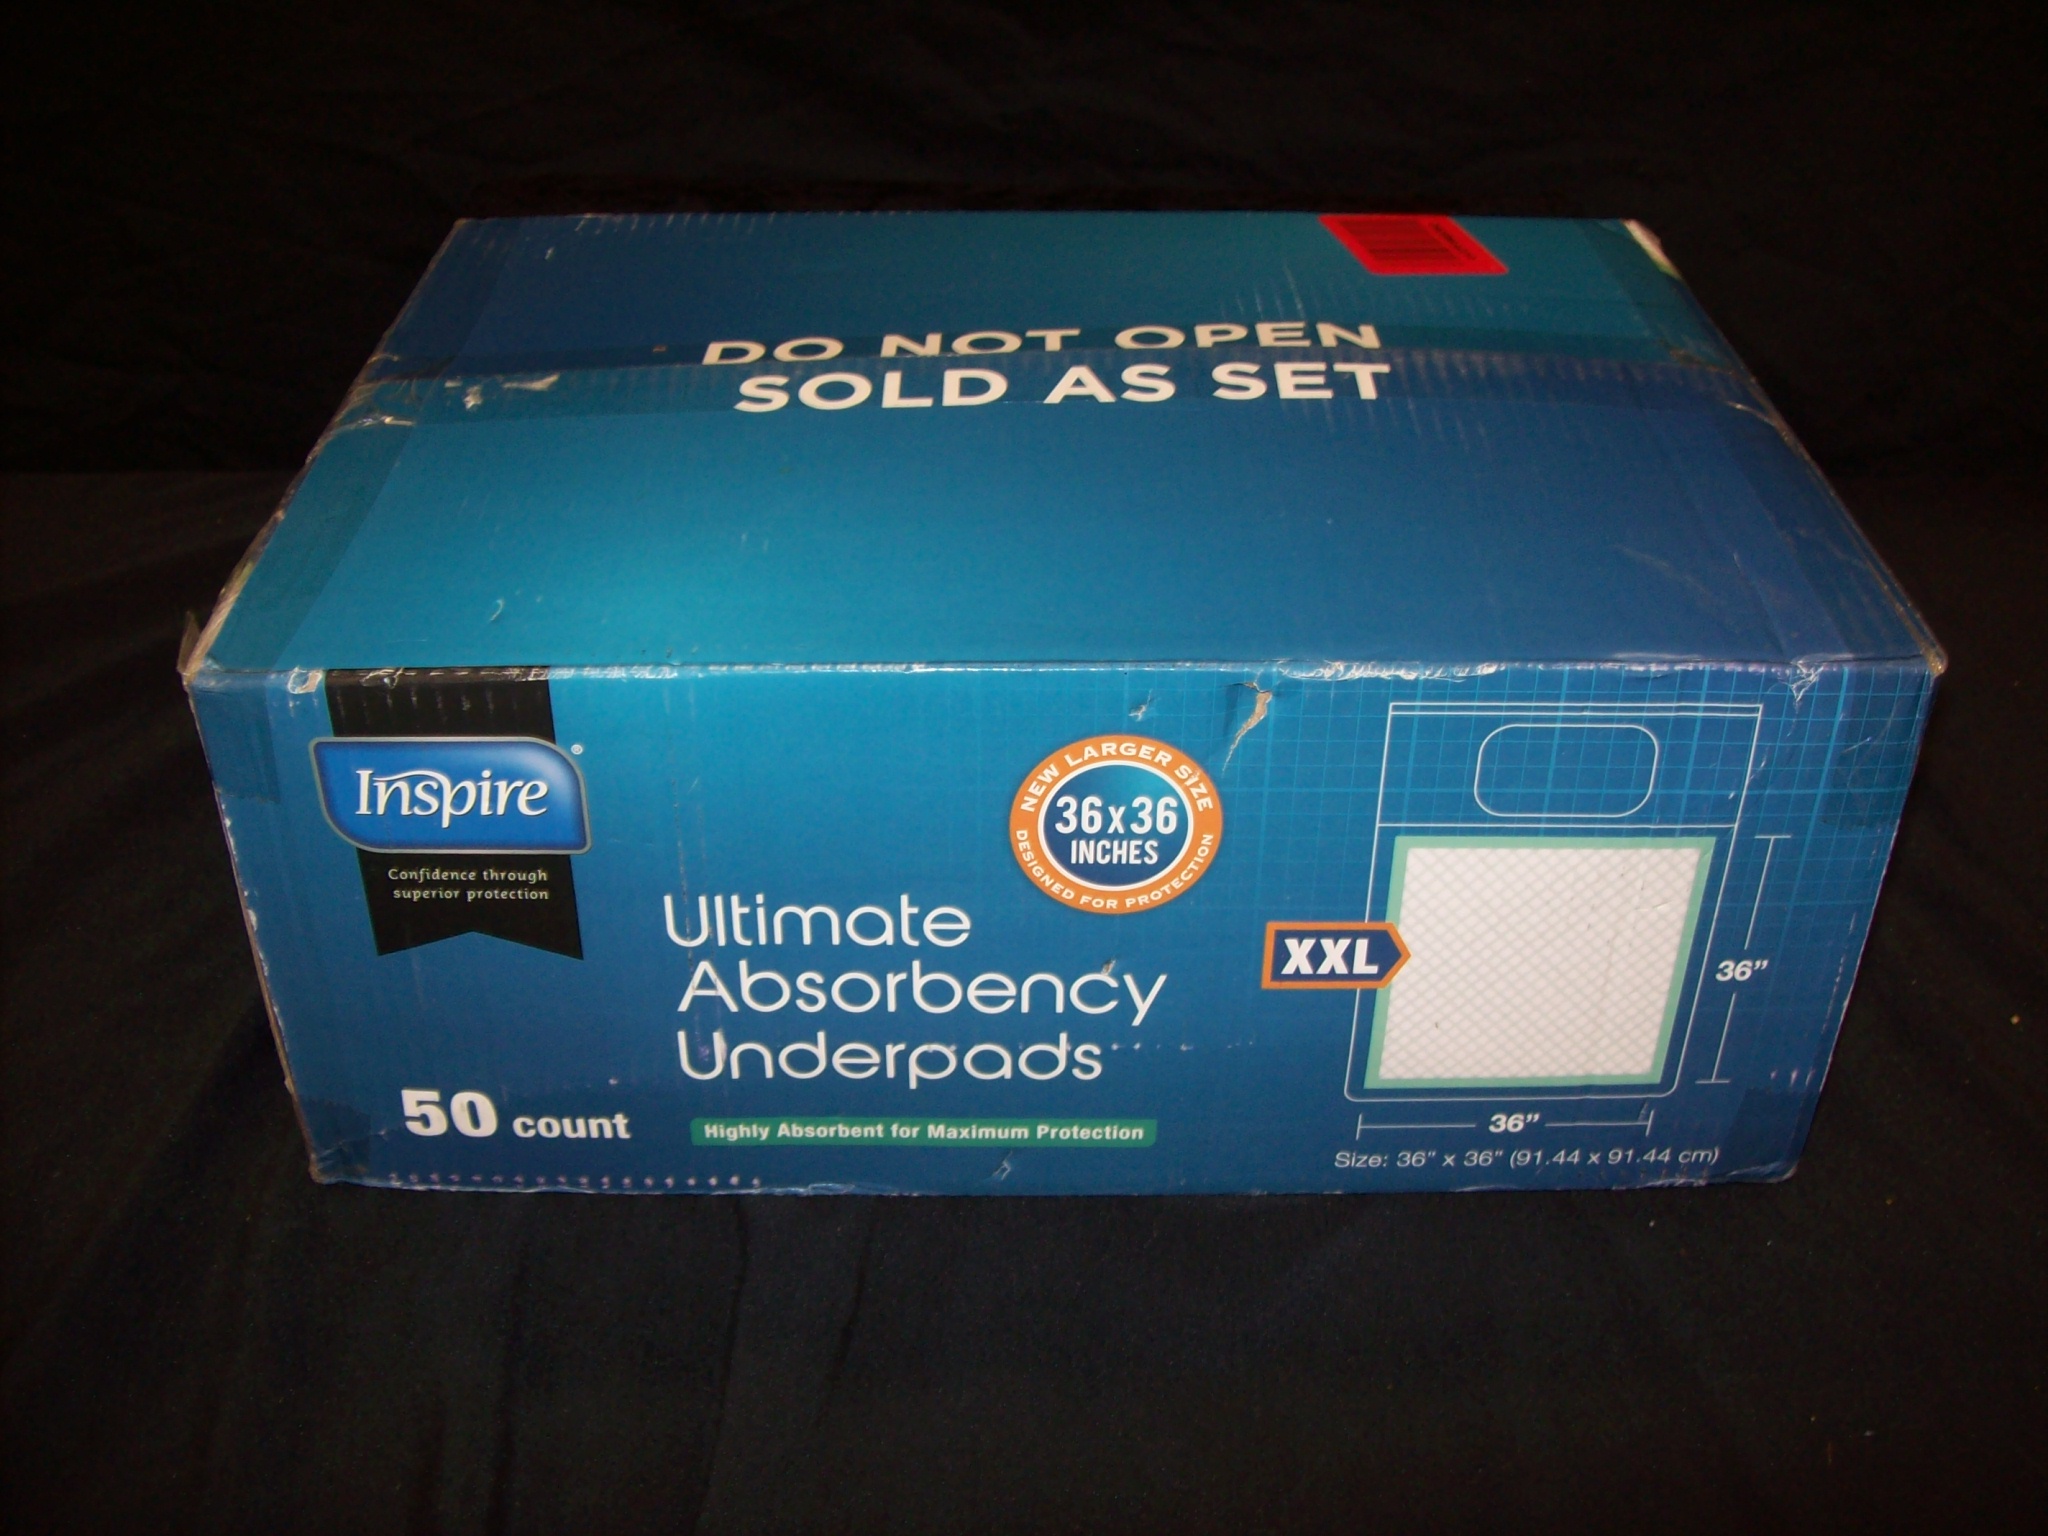 DO NOT OPEN
SOLD AS SET
Inspire®
Confidence through
superior protection
NEW LARGER SIZE
36 x 36
INCHES
DESIGNED FOR PROTECTION
Ultimate
Absorbency
Underpads
XXL
36”
50 count
Highly Absorbent for Maximum Protection
36”
Size: 36" x 36" (91.44 x 91.44 cm)